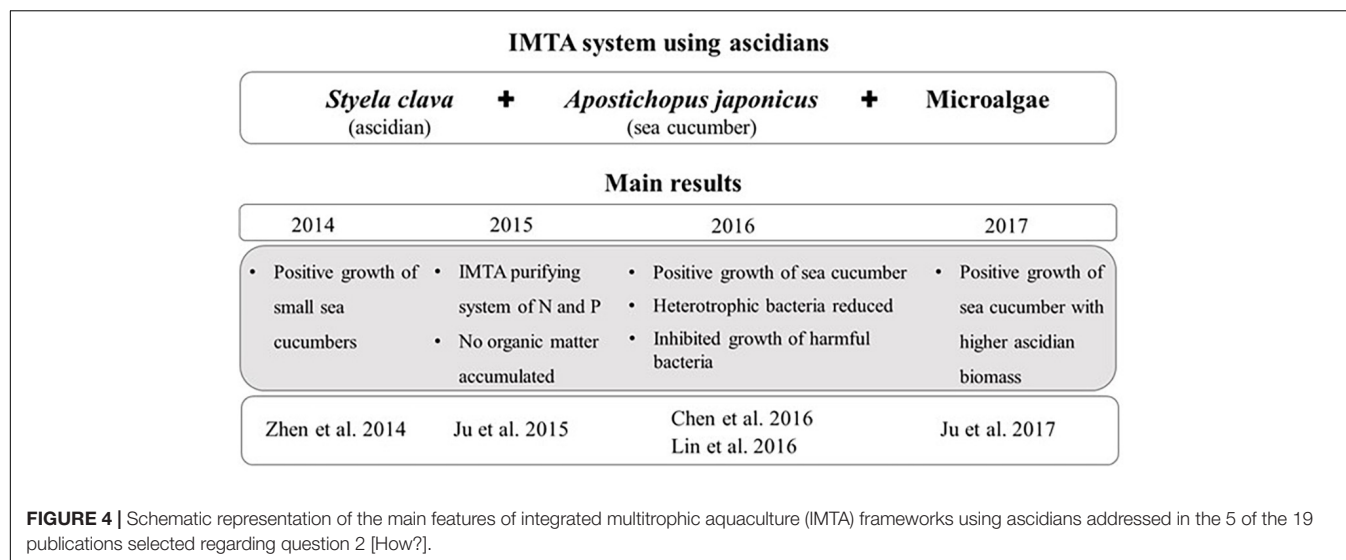 IMTA system using ascidians
Styela clava + Apostichopus japonicus + Microalgae
(ascidian) (sea cucumber)
Main results
2014 2015 2016 2017
• Positive growth of small sea cucumbers
• IMTA purifying system of N and P
• No organic matter accumulated
• Positive growth of sea cucumber
• Heterotrophic bacteria reduced
• Inhibited growth of harmful bacteria
• Positive growth of sea cucumber with higher ascidian biomass
Zhen et al. 2014
Ju et al. 2015
Chen et al. 2016
Lin et al. 2016
Ju et al. 2017
FIGURE 4 | Schematic representation of the main features of integrated multitrophic aquaculture (IMTA) frameworks using ascidians addressed in the 5 of the 19
publications selected regarding question 2 [How?].